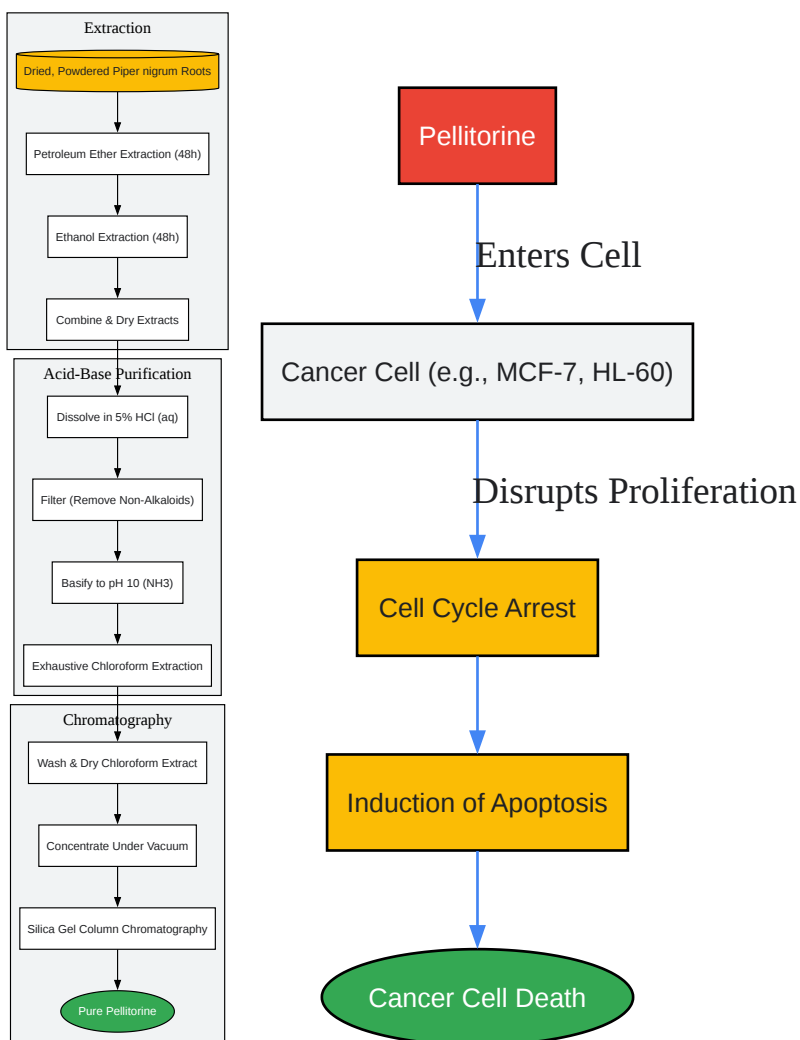 Extraction
Dried, Powdered Piper nigrum Roots
Petroleum Ether Extraction (48h)
Ethanol Extraction (48h)
Combine & Dry Extracts
Acid-Base Purification
Dissolve in 5% HCl (aq)
Filter (Remove Non-Alkaloids)
Basify to pH 10 (NH3)
Exhaustive Chloroform Extraction
Chromatography
Wash & Dry Chloroform Extract
Concentrate Under Vacuum
Silica Gel Column Chromatography
Pure Pellitorine
Pellitorine
Enters Cell
Cancer Cell (e.g., MCF-7, HL-60)
Disrupts Proliferation
Cell Cycle Arrest
Induction of Apoptosis
Cancer Cell Death